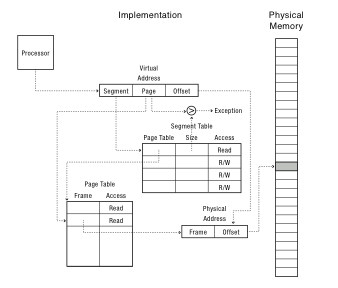 Implementation
Physical
Memory
Processor
Virtual
Address
Segment Page Offset
> Exception
Segment Table
Page Table Size Access
Read
R/W
R/W
R/W
Page Table
Frame Access
Read
Read
Physical
Address
Frame Offset